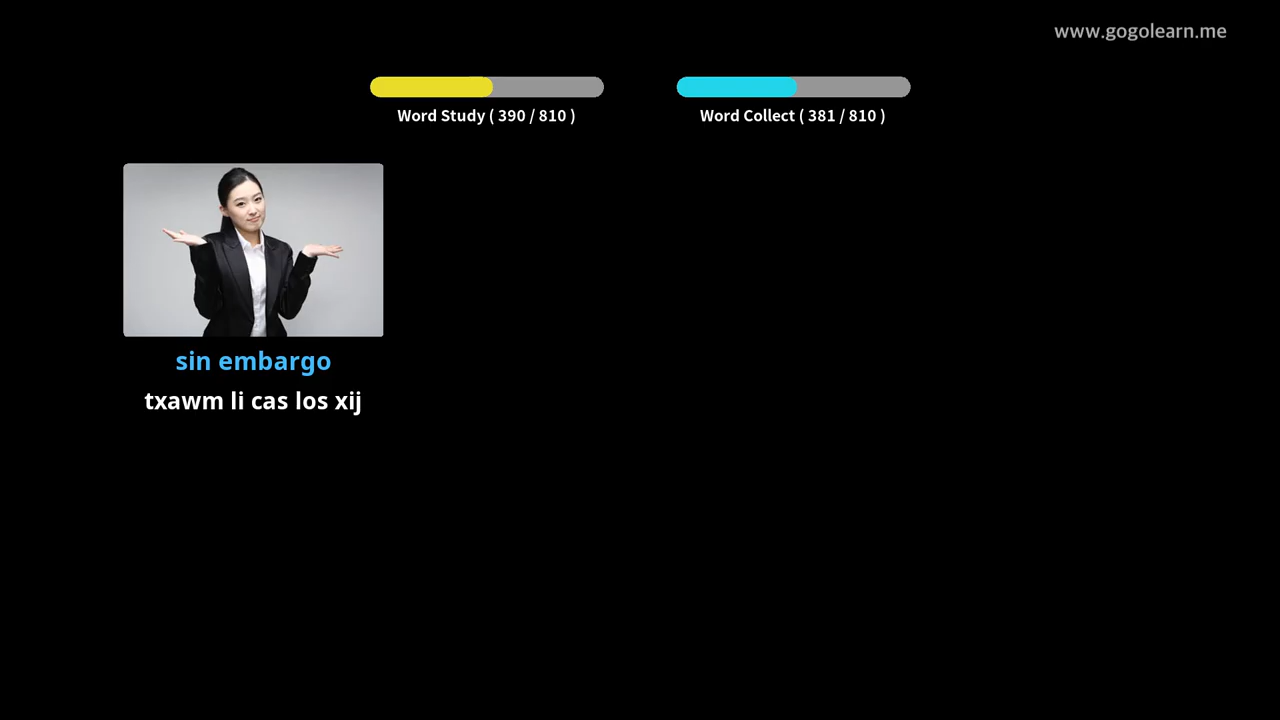 www.gogolearn.me
Word Study ( 390 / 810 )
Word Collect ( 381 / 810 )
sin embargo
txawm li cas los xij